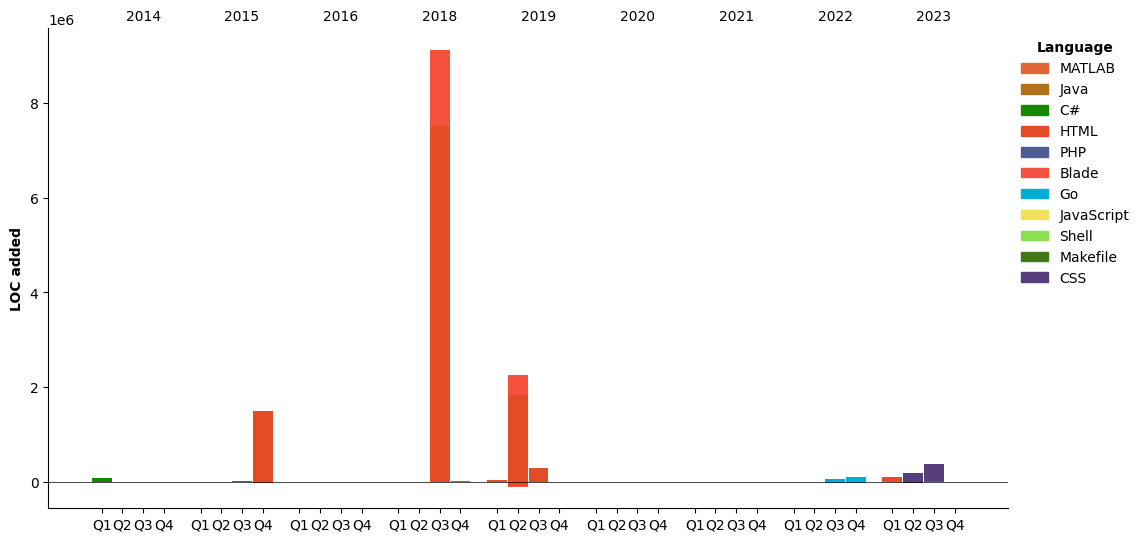 2014 2015 2016 2018 2019 2020 2021 2022 2023
1e6
8
6
4
2
0
LOC added
Q1 Q2 Q3 Q4 Q1 Q2 Q3 Q4 Q1 Q2 Q3 Q4 Q1 Q2 Q3 Q4 Q1 Q2 Q3 Q4 Q1 Q2 Q3 Q4 Q1 Q2 Q3 Q4 Q1 Q2 Q3 Q4 Q1 Q2 Q3 Q4
Language
MATLAB
Java
C#
HTML
PHP
Blade
Go
JavaScript
Shell
Makefile
CSS